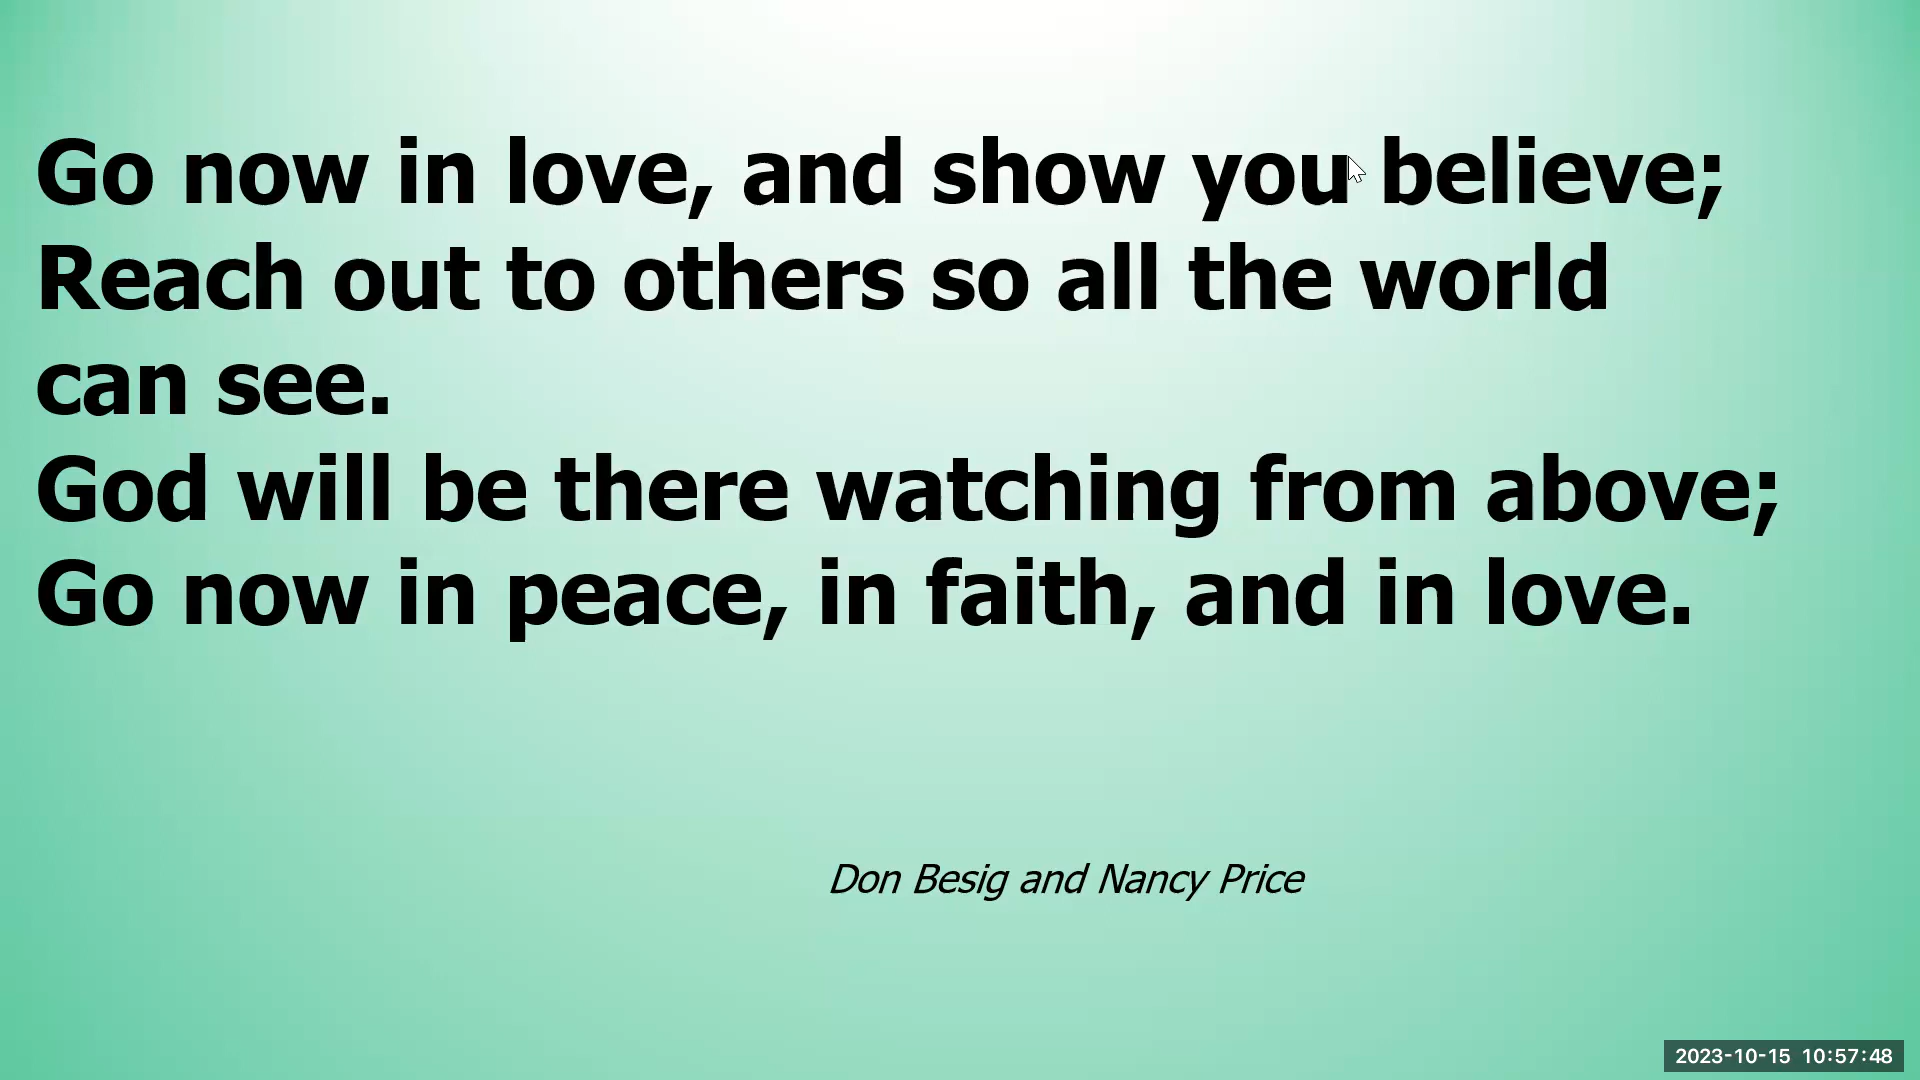 Go now in love, and show you believe;
Reach out to others so all the world
can see.
God will be there watching from above;
Go now in peace, in faith, and in love.
Don Besig and Nancy Price
2023-10-15 10:57:48